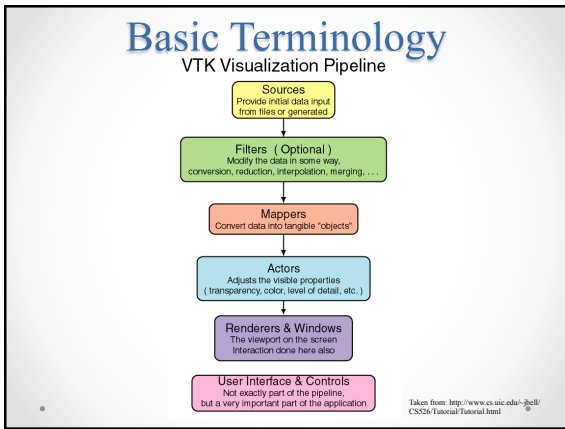 Basic Terminology
VTK Visualization Pipeline
Sources
Provide initial data input
from files or generated
Filters ( Optional )
Modify the data in some way,
conversion, reduction, interpolation, merging, . . .
Mappers
Convert data into tangible "objects"
Actors
Adjusts the visible properties
( transparency, color, level of detail, etc. )
Renderers & Windows
The viewport on the screen
Interaction done here also
User Interface & Controls
Not exactly part of the pipeline,
but a very important part of the application
Taken from: http://www.cs.uic.edu/~jbell/
CS526/Tutorial/Tutorial.html